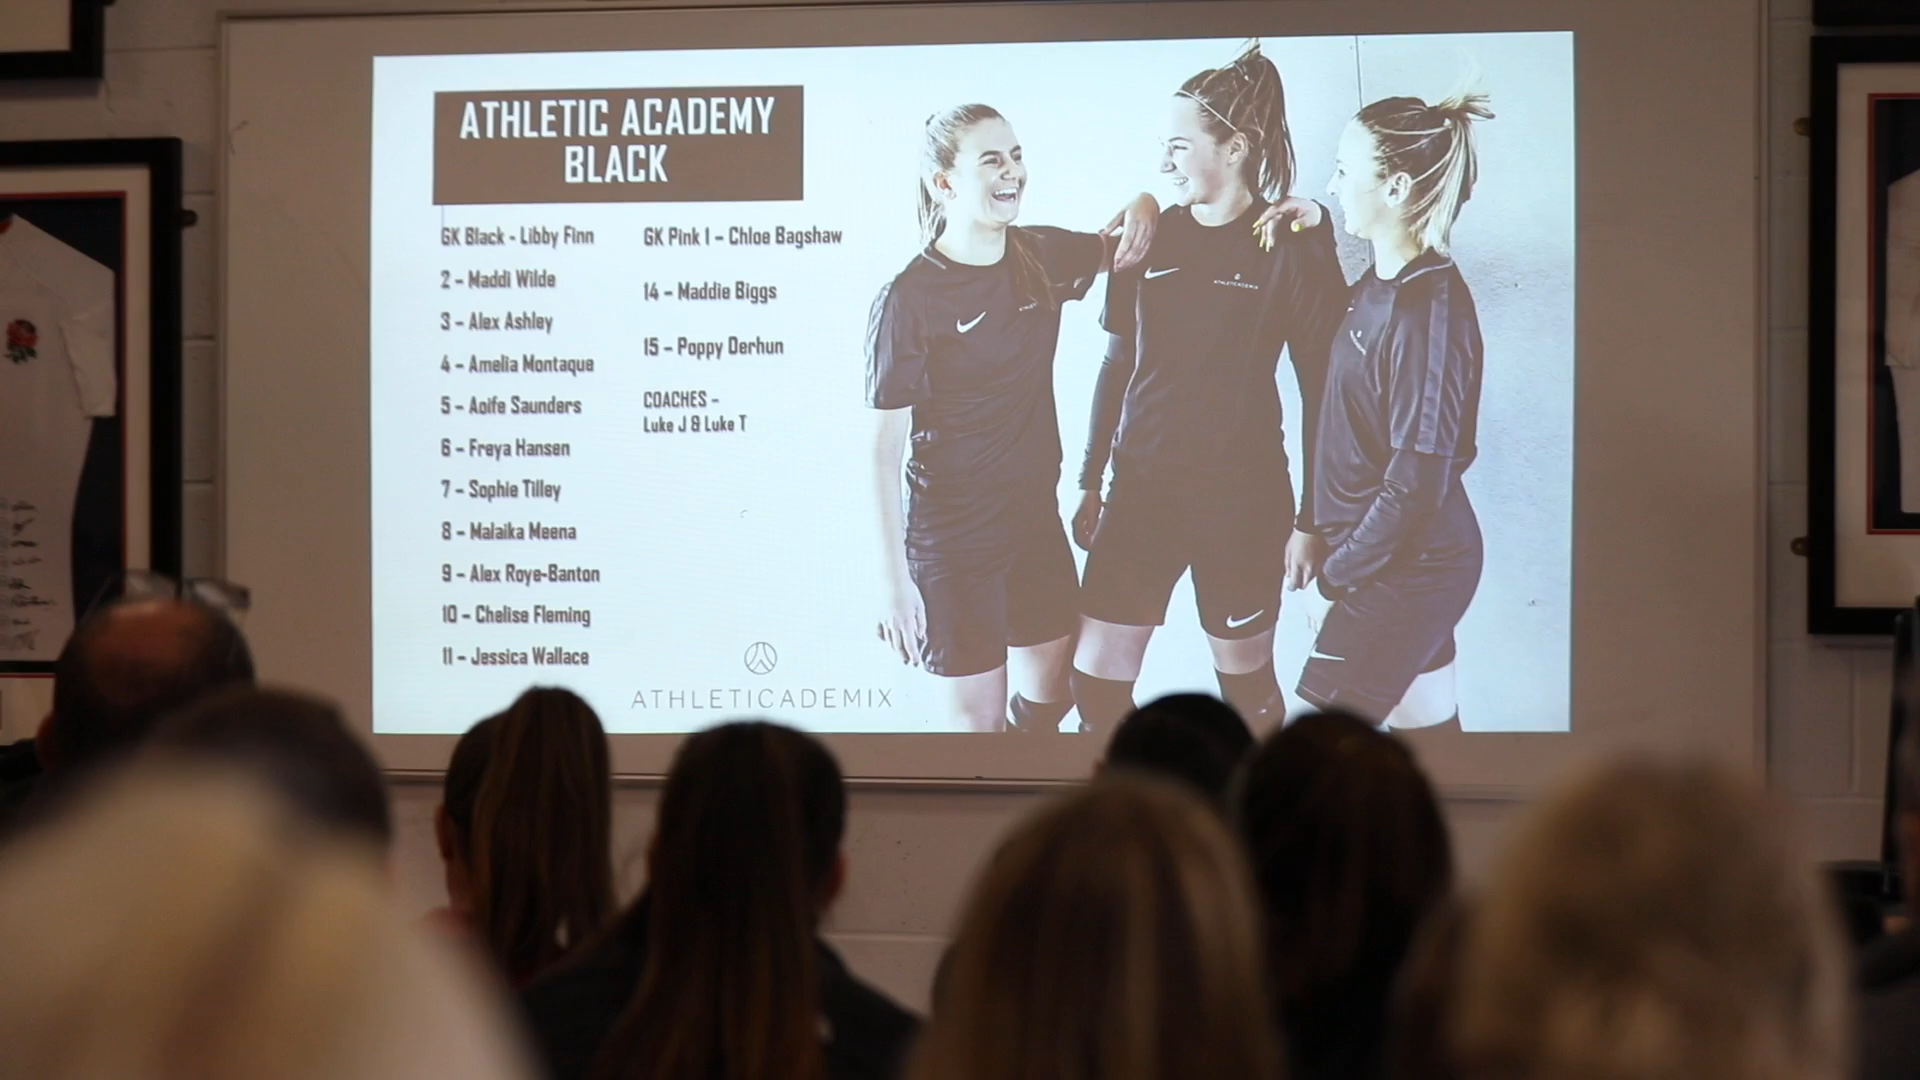 ATHLETIC ACADEMY
BLACK
GK Black - Libby Finn
2 – Maddi Wilde
3 – Alex Ashley
4 – Amelia Montaque
5 – Aoife Saunders
6 – Freya Hansen
7 – Sophie Tilley
8 – Malaika Meena
9 – Alex Roye-Banton
10 – Chelise Fleming
11 – Jessica Wallace
GK Pink 1 – Chloe Bagshaw
14 – Maddie Biggs
15 – Poppy Derhun
COACHES –
Luke J & Luke T
ATHLETICADEMIX
ATHLETICADEMIX